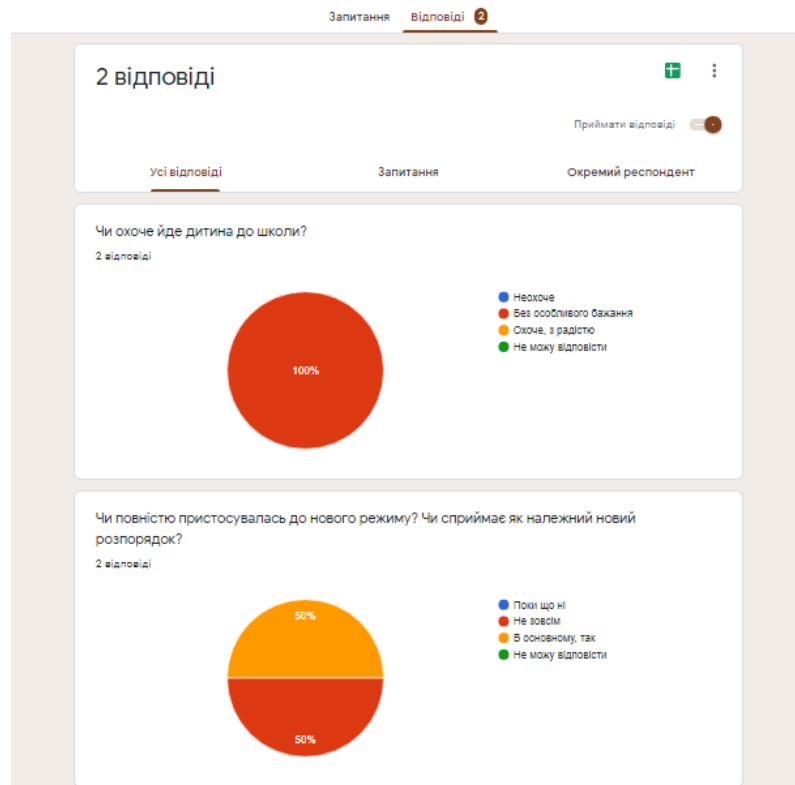 Запитання Відповіді 2
2 відповіді
Приймати відповіді
Усі відповіді Запитання Окремий респондент
Чи охоче йде дитина до школи?
2 відповіді
100%
Неохоче
Без особливого бажання
Охоче, з радістю
Не можу відповісти
Чи повністю пристосувалась до нового режиму? Чи сприймає як належний новий
розпорядок?
2 відповіді
50%
50%
Поки що ні
Не зовсім
В основному, так
Не можу відповісти